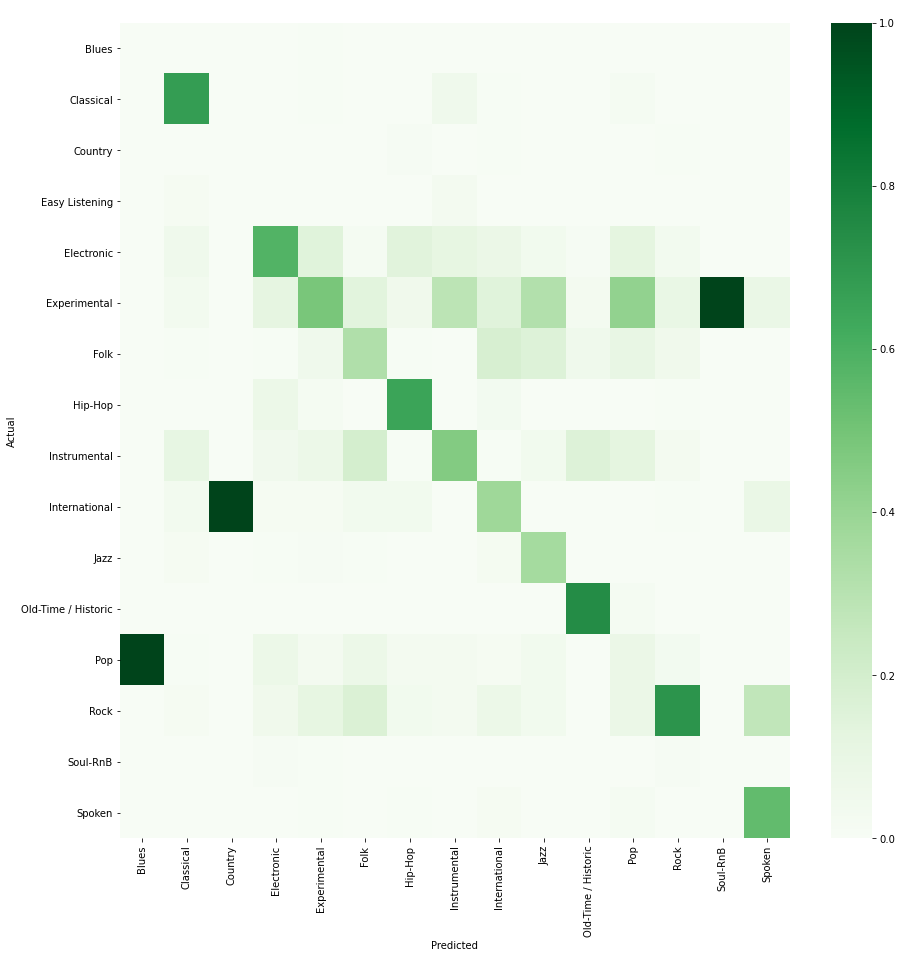 Actual
Blues
Classical
Country
Easy Listening
Electronic
Experimental
Folk
Hip-Hop
Instrumental
International
Jazz
Old-Time / Historic
Pop
Rock
Soul-RnB
Spoken
Blues
Classical
Country
Electronic
Experimental
Folk
Hip-Hop
Instrumental
International
Jazz
Old-Time / Historic
Pop
Rock
Soul-RnB
Spoken
Predicted
1.0
0.8
0.6
0.4
0.2
0.0